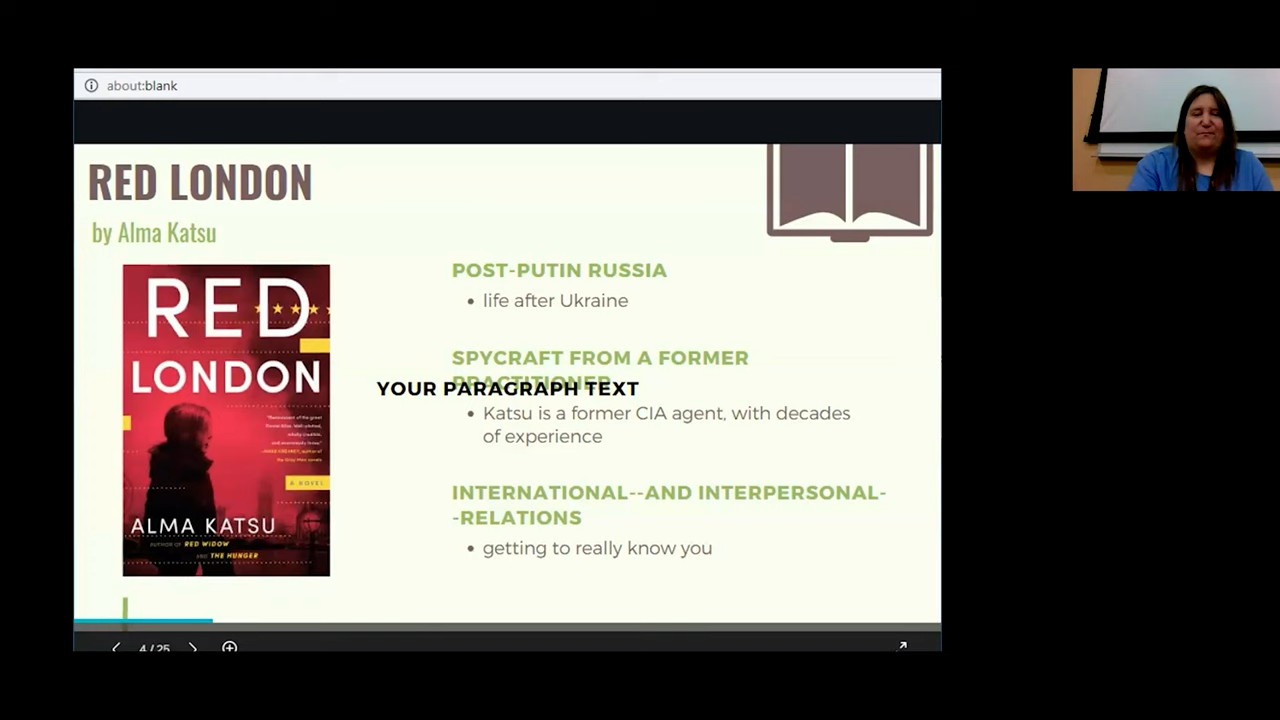 about:blank
RED LONDON
by Alma Katsu
RED
LONDON
A NOVEL
ALMA KATSU
AUTHOR OF RED WIDOW
AND THE HUNGER
POST-PUTIN RUSSIA
• life after Ukraine
SPYCRAFT FROM A FORMER
PRACTITIONER
YOUR PARAGRAPH TEXT
• Katsu is a former CIA agent, with decades
of experience
INTERNATIONAL--AND INTERPERSONAL-
-RELATIONS
• getting to really know you
4 / 25